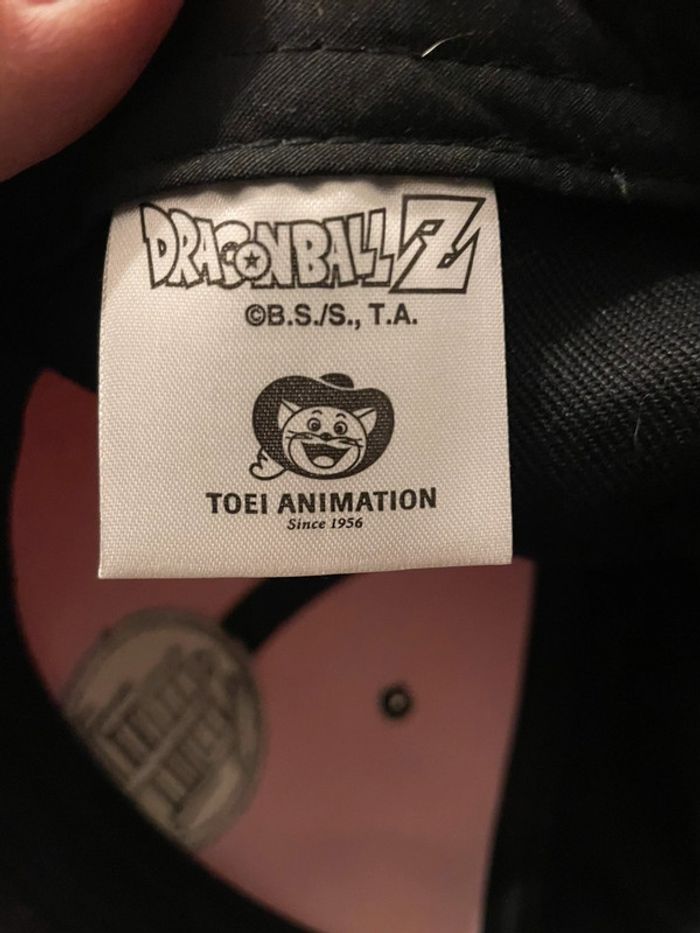 DRAGONBALL Z
©B.S./S., T.A.
TOEI ANIMATION
Since 1956